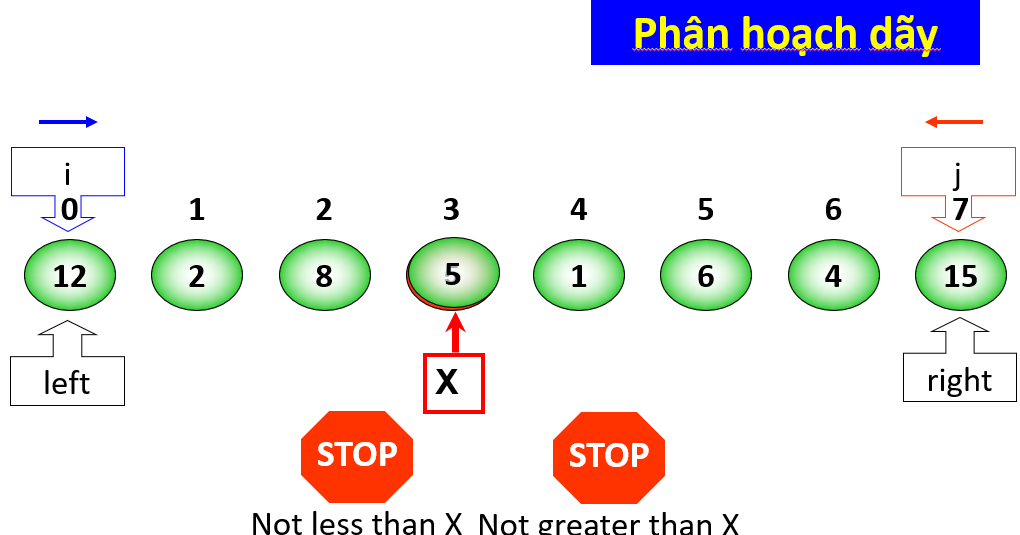 Phân hoạch dãy
i
j
0 1 2 3 4 5 6 7
12 2 8 5 1 6 4 15
left
X
right
STOP STOP
Not less than X Not greater than X